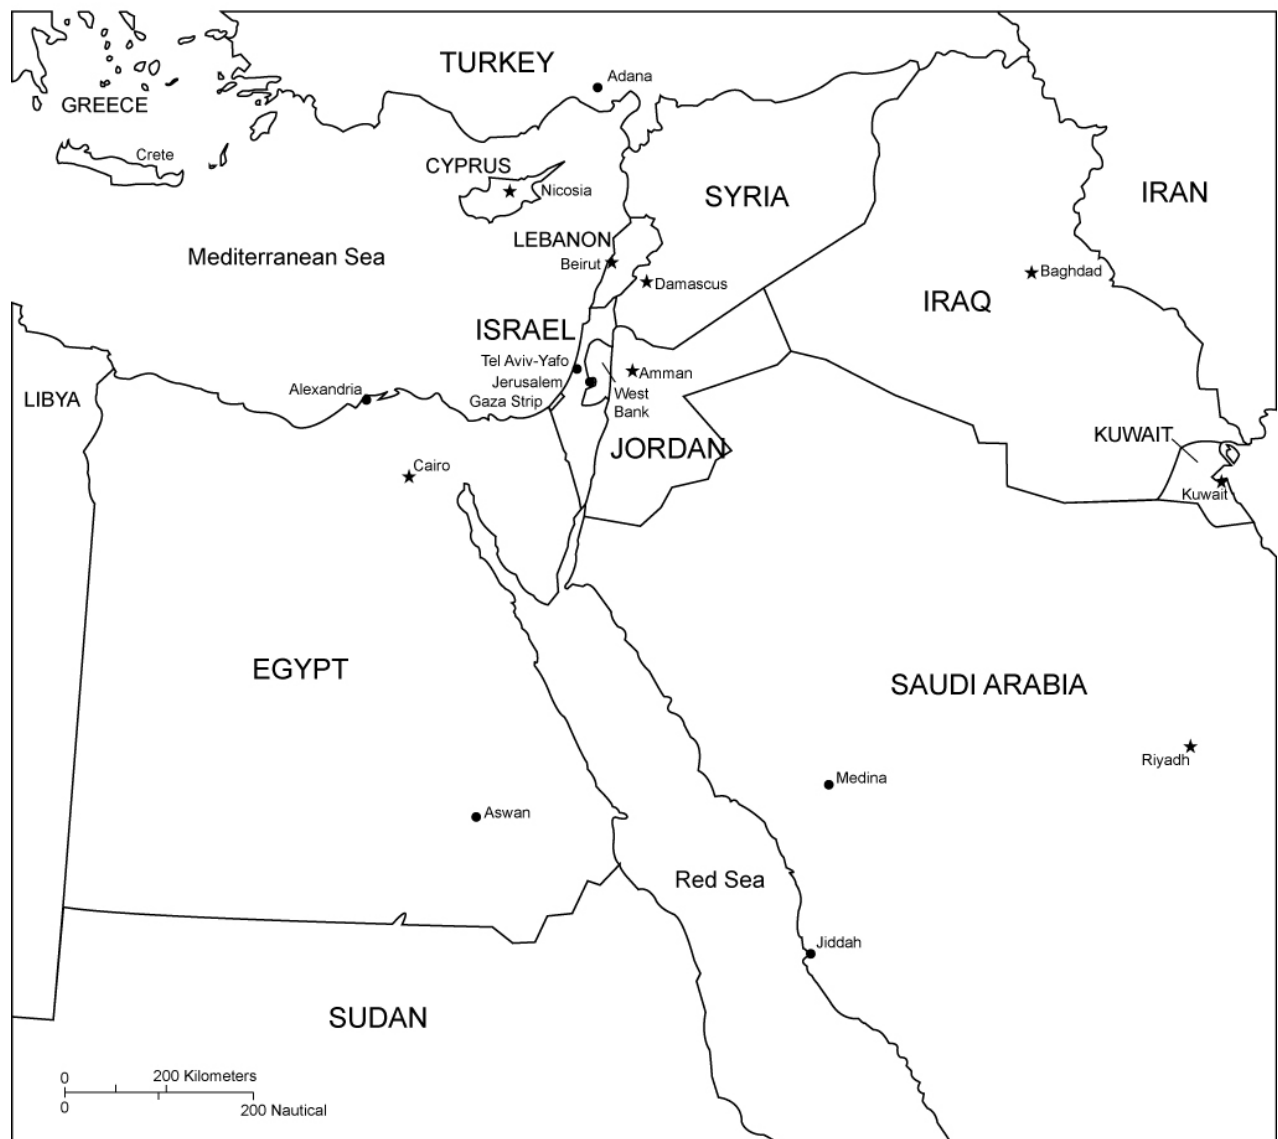 TURKEY
Adana
GREECE
Crete
CYPRUS
Nicosia
SYRIA
IRAN
LEBANON
Beirut
Mediterranean Sea
Damascus
Baghdad
IRAQ
ISRAEL
Tel Aviv-Yafo
Jerusalem
Gaza Strip
Amman
West
Bank
Alexandria
LIBYA
JORDAN
KUWAIT
Kuwait
Cairo
EGYPT
SAUDI ARABIA
Riyadh
Medina
Aswan
Red Sea
Jiddah
SUDAN
0
200 Kilometers
0
200 Nautical